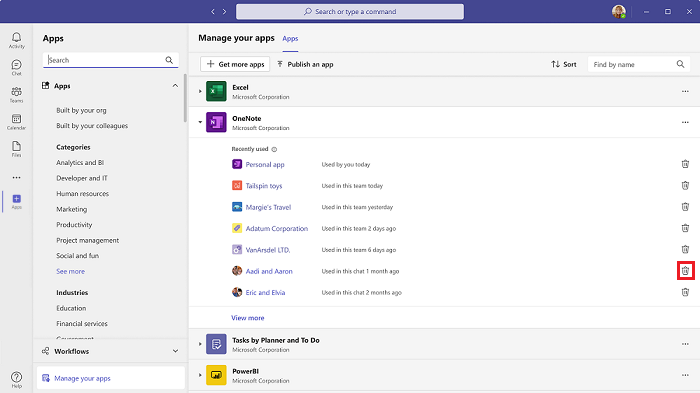 Search or type a command
Activity
Chat
Teams
Calendar
Files
Apps
Help
Apps
Search
Apps
Built by your org
Built by your colleagues
Categories
Analytics and BI
Developer and IT
Human resources
Marketing
Productivity
Project management
Social and fun
See more
Industries
Education
Financial services
Government
Workflows
Manage your apps
Manage your apps Apps
Get more apps Publish an app Sort Find by name
Excel
Microsoft Corporation
OneNote
Microsoft Corporation
Recently used
Personal app Used by you today
Tailspin toys Used in this team today
Margie's Travel Used in this team yesterday
Adatum Corporation Used in this team 2 days ago
VanArsdel LTD. Used in this team 6 days ago
Aadi and Aaron Used in this chat 1 month ago
Eric and Elvia Used in this chat 2 months ago
View more
Tasks by Planner and To Do
Microsoft Corporation
PowerBI
Microsoft Corporation